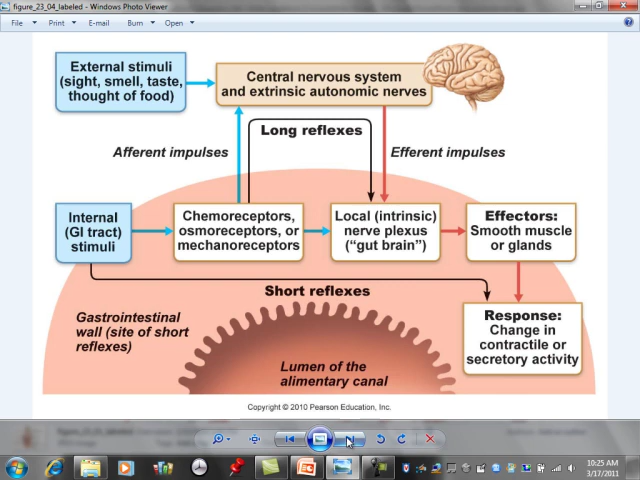 figure_23_04_labeled - Windows Photo Viewer
File Print E-mail Burn Open
External stimuli
(sight, smell, taste,
thought of food)
Central nervous system
and extrinsic autonomic nerves
Long reflexes
Afferent impulses
Efferent impulses
Internal
(GI tract)
stimuli
Chemoreceptors,
osmoreceptors, or
mechanoreceptors
Local (intrinsic)
nerve plexus
("gut brain")
Effectors:
Smooth muscle
or glands
Short reflexes
Gastrointestinal
wall (site of short
reflexes)
Response:
Change in
contractile or
secretory activity
Lumen of the
alimentary canal
Copyright © 2010 Pearson Education, Inc.
10:25 AM
3/17/2011